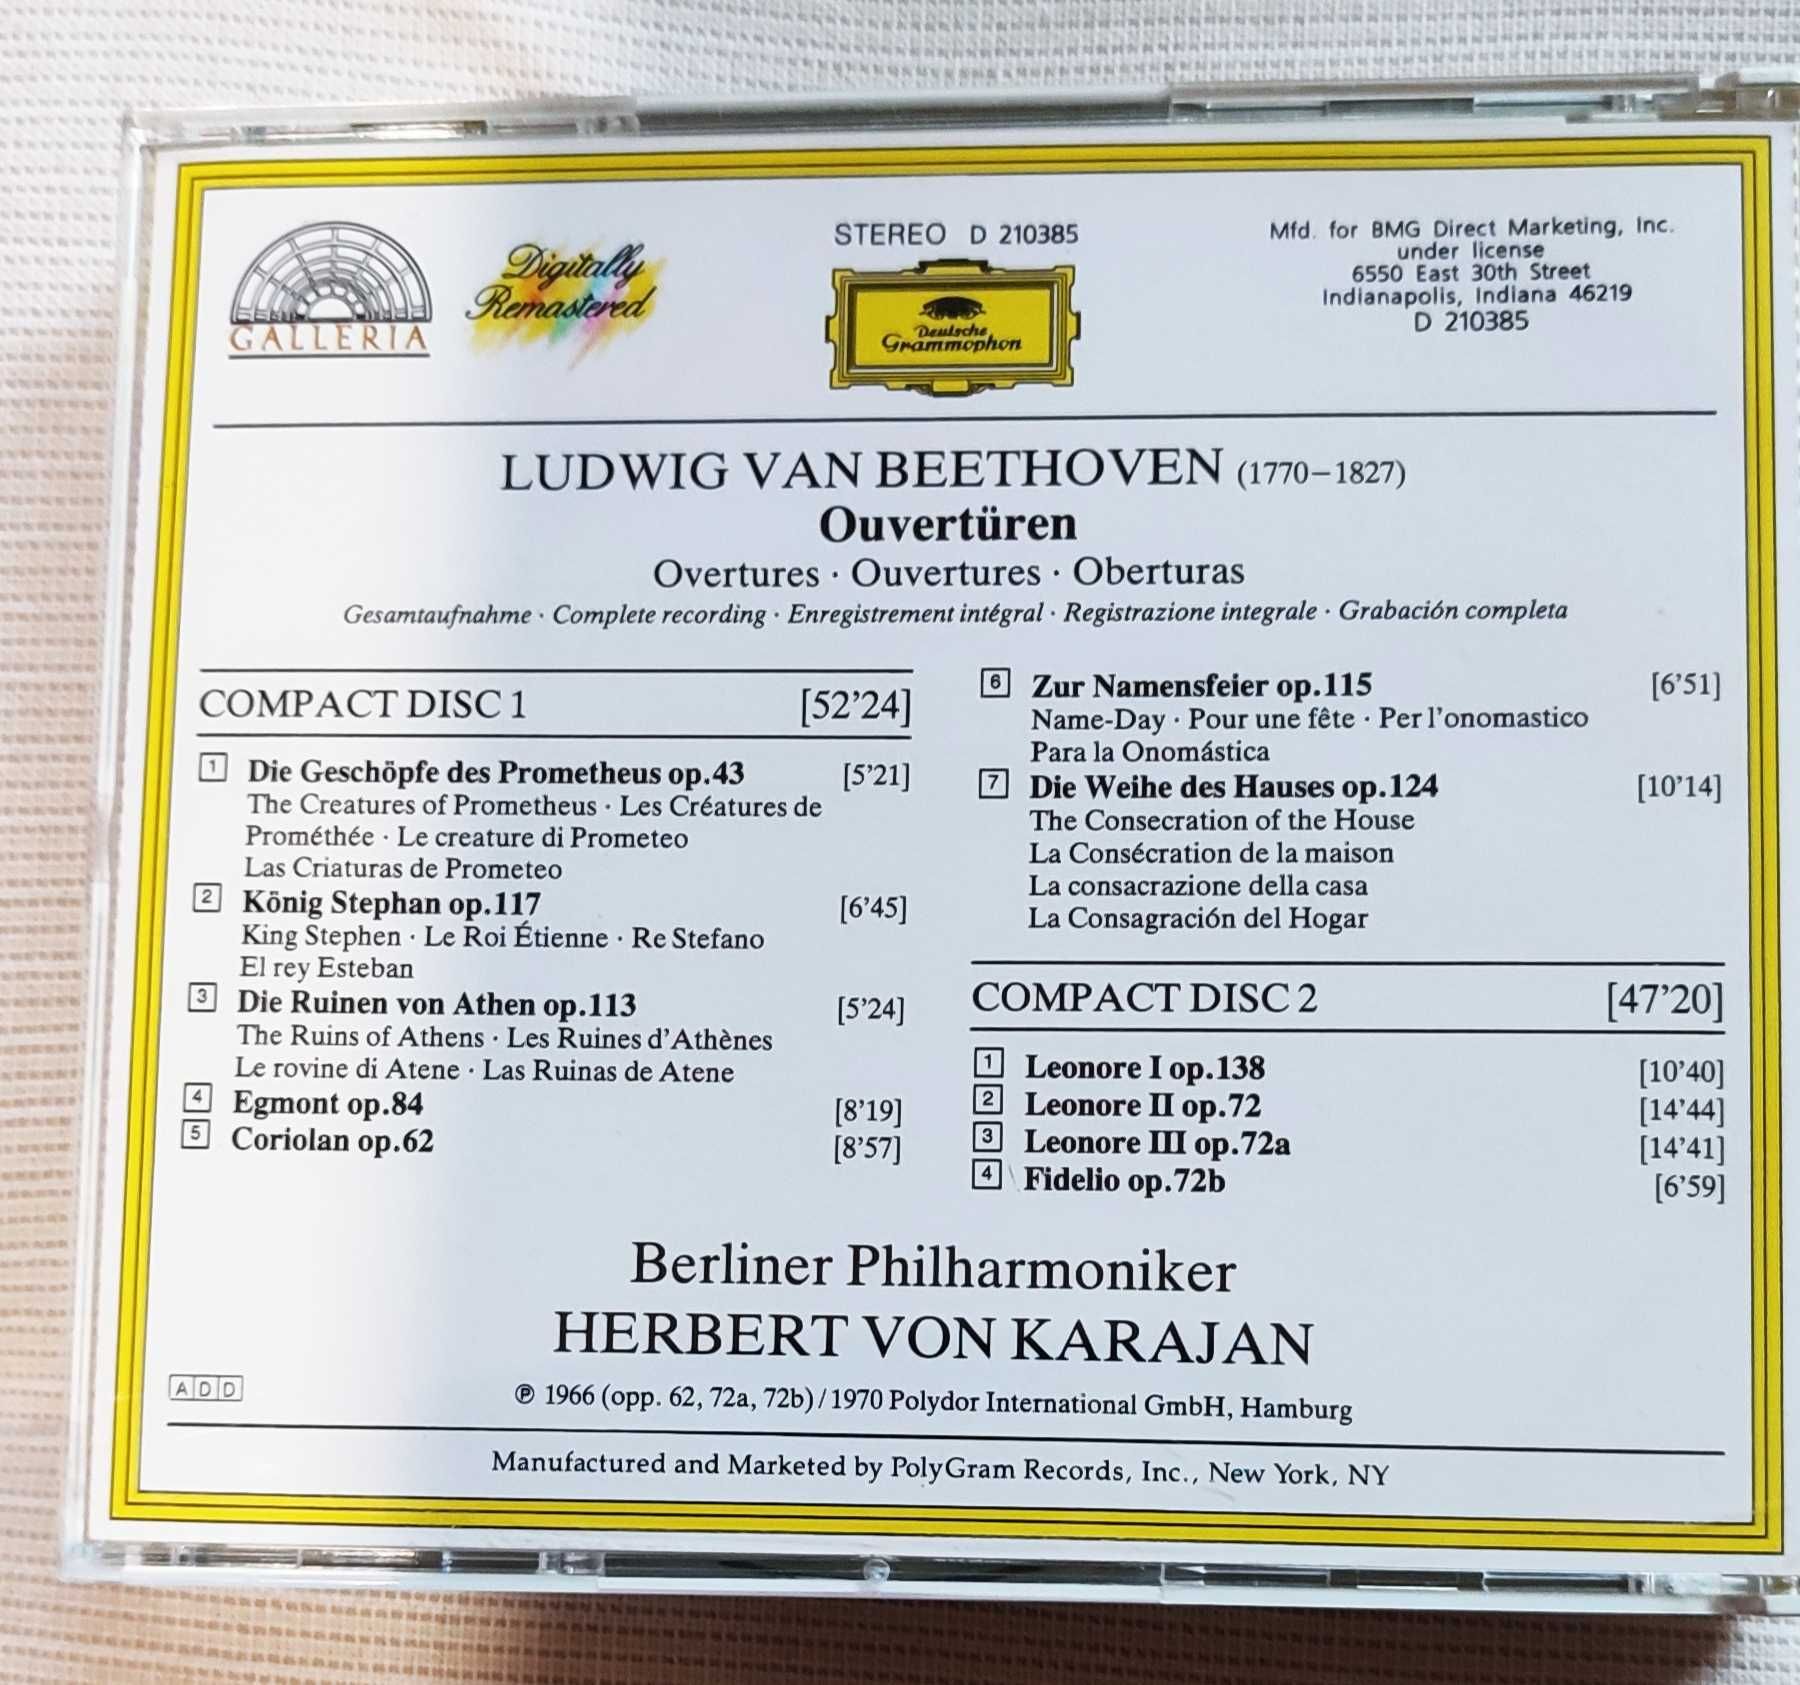 GALLERIA
Digitally
Remastered
STEREO D 210385
Deutsche
Grammophon
Mfd. for BMG Direct Marketing, Inc.
under license
6550 East 30th Street
Indianapolis, Indiana 46219
D 210385
LUDWIG VAN BEETHOVEN (1770–1827)
Ouvertüren
Overtures · Ouvertures · Oberturas
Gesamtaufnahme · Complete recording · Enregistrement intégral · Registrazione integrale · Grabación completa
COMPACT DISC 1 [52’24]
1 Die Geschöpfe des Prometheus op.43 [5’21]
The Creatures of Prometheus · Les Créatures de
Prométhée · Le creature di Prometeo
Las Criaturas de Prometeo
2 König Stephan op.117 [6’45]
King Stephen · Le Roi Étienne · Re Stefano
El rey Esteban
3 Die Ruinen von Athen op.113 [5’24]
The Ruins of Athens · Les Ruines d’Athènes
Le rovine di Atene · Las Ruinas de Atene
4 Egmont op.84 [8’19]
5 Coriolan op.62 [8’57]
6 Zur Namensfeier op.115 [6’51]
Name-Day · Pour une fête · Per l’onomastico
Para la Onomástica
7 Die Weihe des Hauses op.124 [10’14]
The Consecration of the House
La Consécration de la maison
La consacrazione della casa
La Consagración del Hogar
COMPACT DISC 2 [47’20]
1 Leonore I op.138 [10’40]
2 Leonore II op.72 [14’44]
3 Leonore III op.72a [14’41]
4 Fidelio op.72b [6’59]
Berliner Philharmoniker
HERBERT VON KARAJAN
ADD
℗ 1966 (opp. 62, 72a, 72b) / 1970 Polydor International GmbH, Hamburg
Manufactured and Marketed by PolyGram Records, Inc., New York, NY